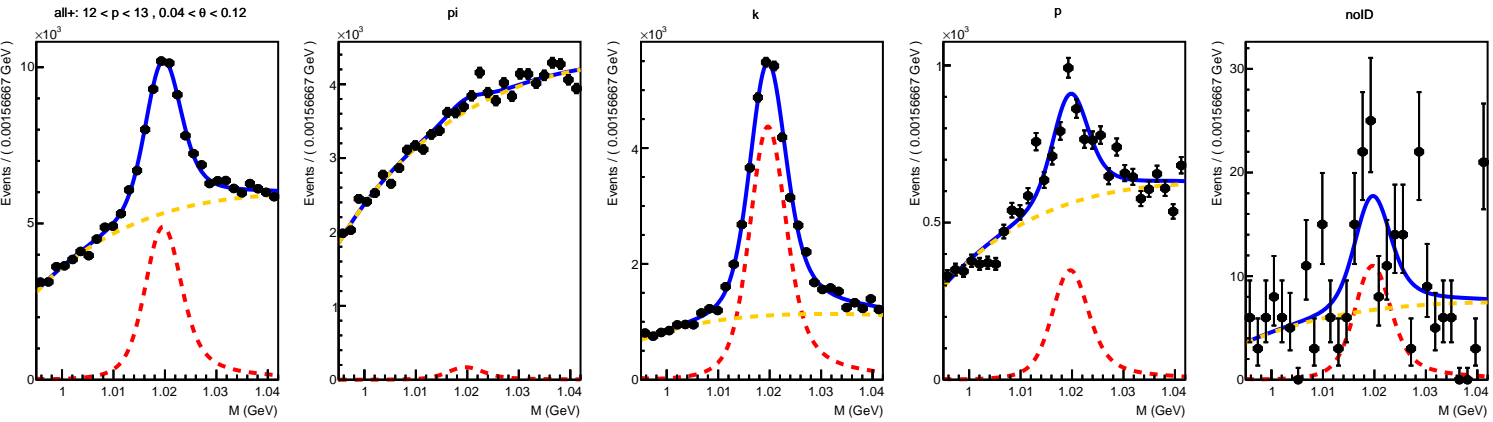 all+: 12 < p < 13 , 0.04 < θ < 0.12
×10³
Events / ( 0.00156667 GeV )
10
5
0
1 1.01 1.02 1.03 1.04
M (GeV)
pi
×10³
Events / ( 0.00156667 GeV )
4
3
2
1
0
1 1.01 1.02 1.03 1.04
M (GeV)
k
×10³
Events / ( 0.00156667 GeV )
4
2
0
1 1.01 1.02 1.03 1.04
M (GeV)
p
×10³
Events / ( 0.00156667 GeV )
1
0.5
0
1 1.01 1.02 1.03 1.04
M (GeV)
noID
Events / ( 0.00156667 GeV )
30
20
10
0
1 1.01 1.02 1.03 1.04
M (GeV)